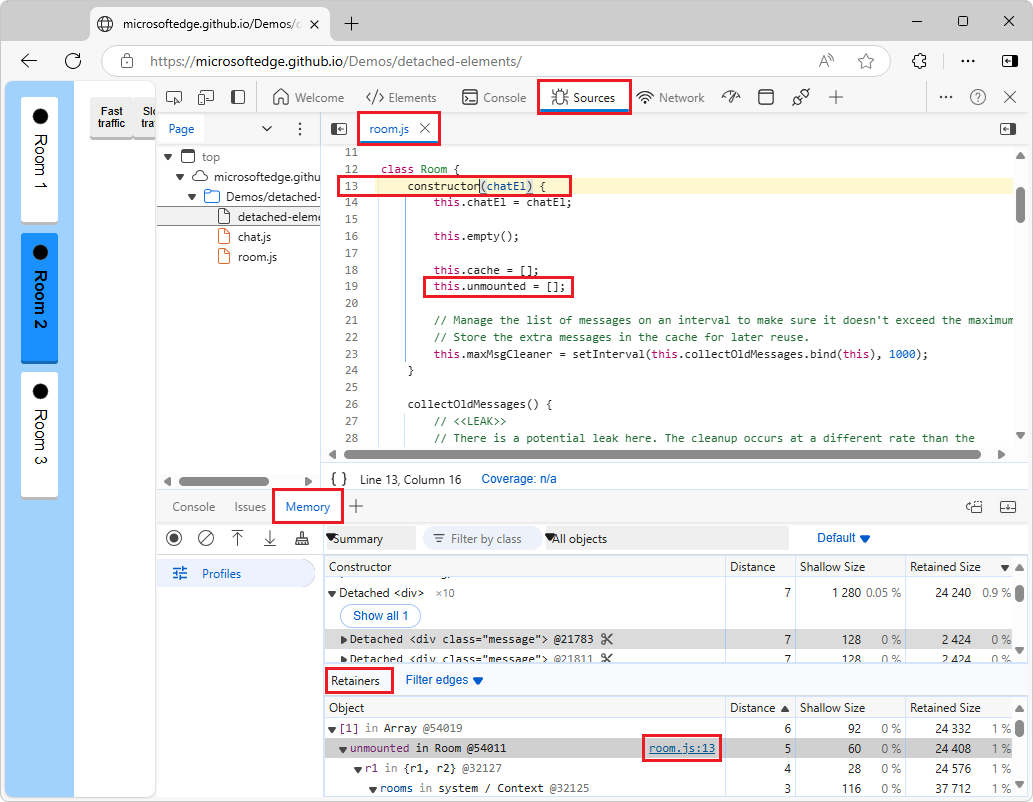 microsoftedge.github.io/Demos/d
https://microsoftedge.github.io/Demos/detached-elements/
Room 1
Room 2
Room 3
Fast traffic
Slo
tra
Welcome
Elements
Console
Sources
Network
Page
room.js
top
microsoftedge.githu
Demos/detached-
detached-eleme
chat.js
room.js
11
12 class Room {
13 constructor(chatEl) {
14 this.chatEl = chatEl;
15
16 this.empty();
17
18 this.cache = [];
19 this.unmounted = [];
20
21 // Manage the list of messages on an interval to make sure it doesn't exceed the maximum
22 // Store the extra messages in the cache for later reuse.
23 this.maxMsgCleaner = setInterval(this.collectOldMessages.bind(this), 1000);
24 }
25
26 collectOldMessages() {
27 // <<LEAK>>
28 // There is a potential leak here. The cleanup occurs at a different rate than the
{ } Line 13, Column 16 Coverage: n/a
Console Issues Memory
Summary Filter by class All objects Default
Profiles
Constructor Distance Shallow Size Retained Size
Detached <div> ×10 7 1 280 0.05 % 24 240 0.9 %
Show all 1
Detached <div class="message"> @21783 7 128 0 % 2 424 0 %
Detached <div class="message"> @21811 7 128 0 % 2 424 0 %
Retainers Filter edges
Object Distance Shallow Size Retained Size
[1] in Array @54019 6 92 0 % 24 332 1 %
unmounted in Room @54011 room.js:13 5 60 0 % 24 408 1 %
r1 in {r1, r2} @32127 4 28 0 % 24 576 1 %
rooms in system / Context @32125 3 116 0 % 37 712 1 %